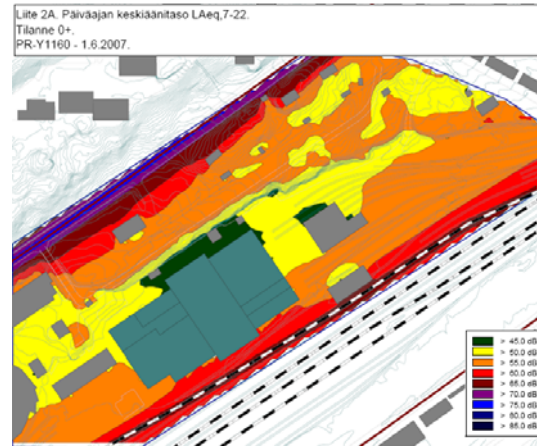 Liite 2A. Päiväajan keskiäänitaso LAeq,7-22.
Tilanne 0+.
PR-Y1160 - 1.6.2007.
> 45.0 dB
> 50.0 dB
> 55.0 dB
> 60.0 dB
> 65.0 dB
> 70.0 dB
> 75.0 dB
> 80.0 dB
> 85.0 dB